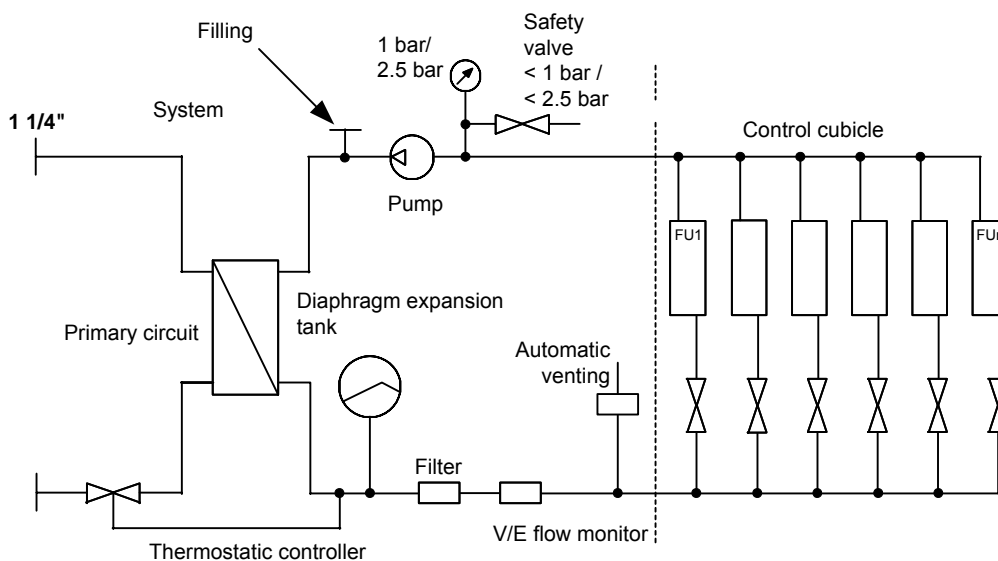 Filling
1 bar/
2.5 bar
Safety
valve
< 1 bar /
< 2.5 bar
System
1 1/4"
Control cubicle
Pump
FU1
FUn
Diaphragm expansion
tank
Primary circuit
Automatic
venting
Filter
V/E flow monitor
Thermostatic controller